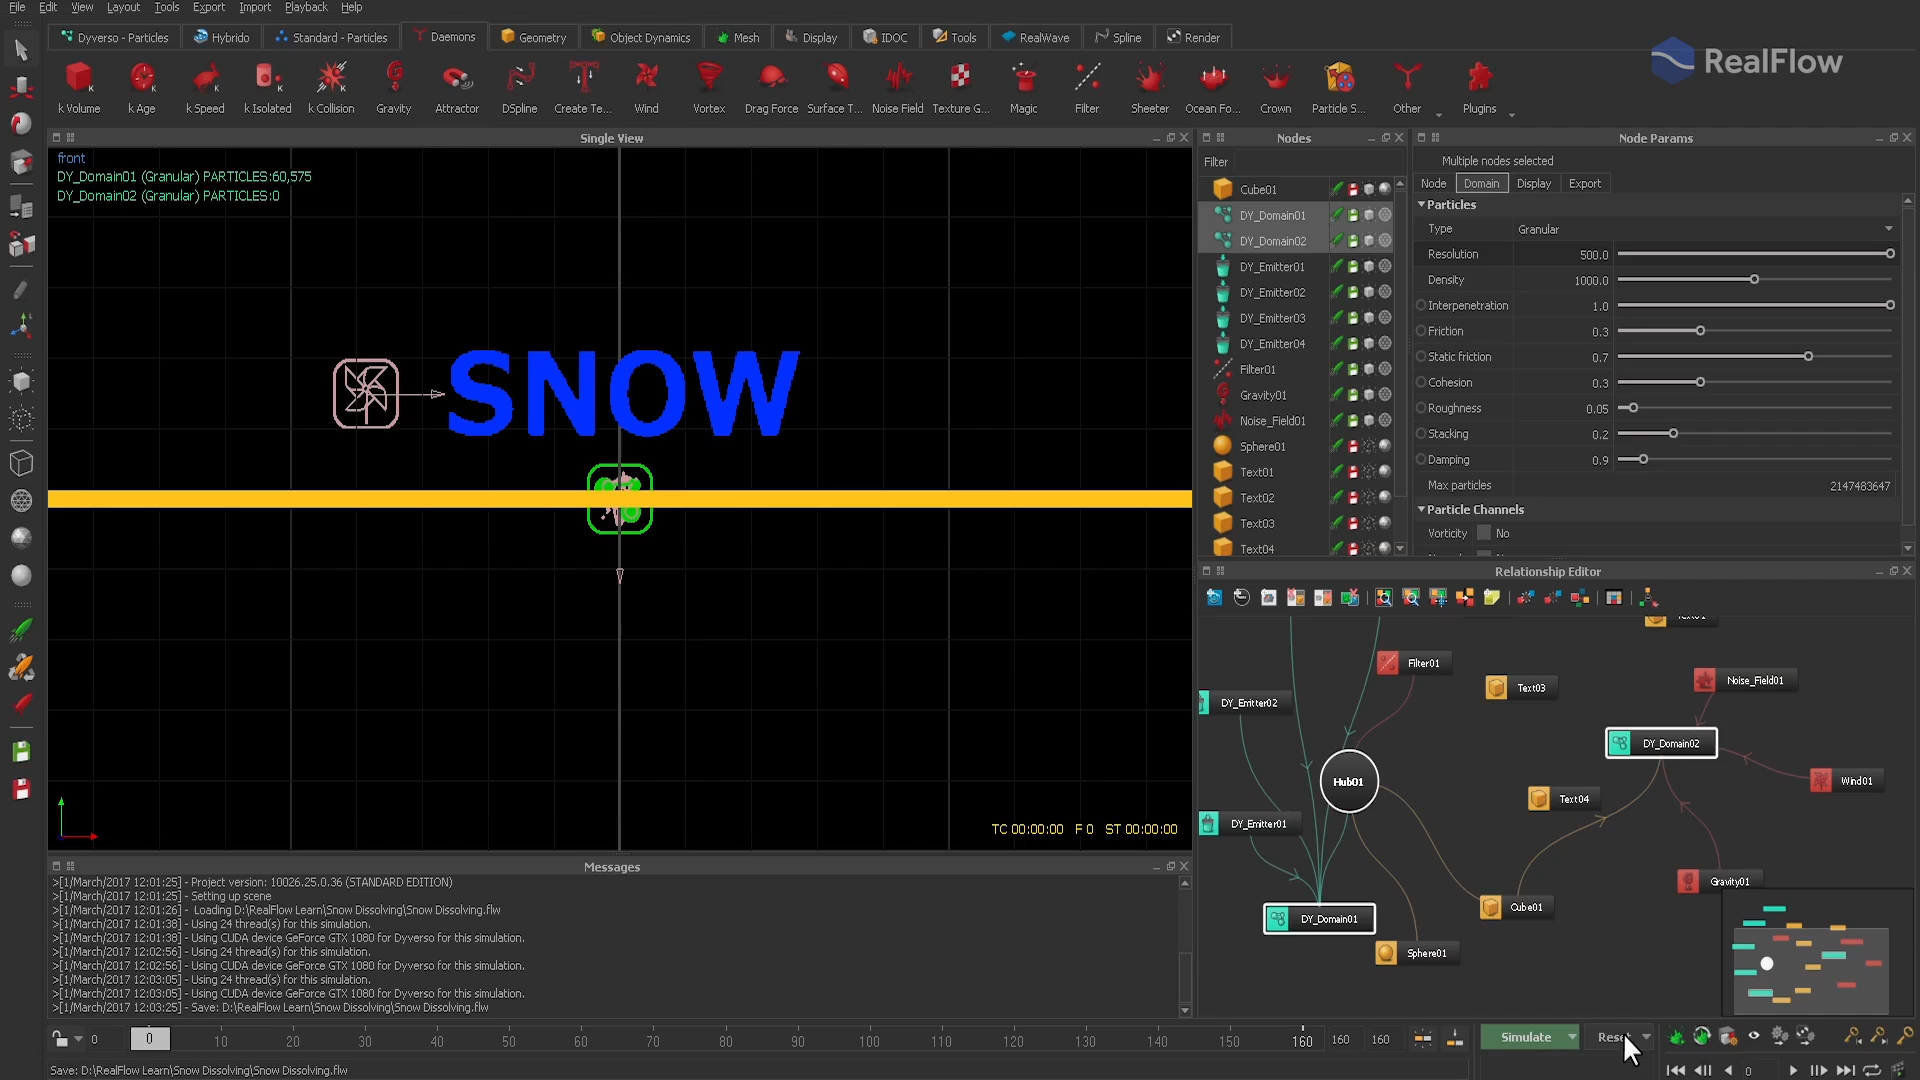 File Edit View Layout Tools Export Import Playback Help
Dyverso - Particles Hybrido Standard - Particles Daemons Geometry Object Dynamics Mesh Display IDOC Tools RealWave Spline Render
RealFlow
k Volume k Age k Speed k Isolated k Collision Gravity Attractor DSpline Create Te... Wind Vortex Drag Force Surface T... Noise Field Texture G... Magic Filter Sheeter Ocean Fo... Crown Particle S... Other Plugins
Single View
front
DY_Domain01 (Granular) PARTICLES:60,575
DY_Domain02 (Granular) PARTICLES:0
SNOW
TC 00:00:00 F 0 ST 00:00:00
Nodes
Filter
Cube01
DY_Domain01
DY_Domain02
DY_Emitter01
DY_Emitter02
DY_Emitter03
DY_Emitter04
Filter01
Gravity01
Noise_Field01
Sphere01
Text01
Text02
Text03
Text04
Node Params
Multiple nodes selected
Node Domain Display Export
Particles
Type Granular
Resolution 500.0
Density 1000.0
Interpenetration 1.0
Friction 0.3
Static friction 0.7
Cohesion 0.3
Roughness 0.05
Stacking 0.2
Damping 0.9
Max particles 2147483647
Particle Channels
Vorticity No
Relationship Editor
Filter01
Text03
Noise_Field01
DY_Emitter02
DY_Domain02
Hub01
Wind01
Text04
DY_Emitter01
Gravity01
Cube01
DY_Domain01
Sphere01
Messages
>[1/March/2017 12:01:25] - Project version: 10026.25.0.36 (STANDARD EDITION)
>[1/March/2017 12:01:25] - Setting up scene
>[1/March/2017 12:01:26] - Loading D:\RealFlow Learn\Snow Dissolving\Snow Dissolving.flw
>[1/March/2017 12:01:38] - Using 24 thread(s) for this simulation.
>[1/March/2017 12:01:38] - Using CUDA device GeForce GTX 1080 for Dyverso for this simulation.
>[1/March/2017 12:02:56] - Using 24 thread(s) for this simulation.
>[1/March/2017 12:02:56] - Using CUDA device GeForce GTX 1080 for Dyverso for this simulation.
>[1/March/2017 12:03:05] - Using 24 thread(s) for this simulation.
>[1/March/2017 12:03:05] - Using CUDA device GeForce GTX 1080 for Dyverso for this simulation.
>[1/March/2017 12:03:25] - Save: D:\RealFlow Learn\Snow Dissolving\Snow Dissolving.flw
0 0 10 20 30 40 50 60 70 80 90 100 110 120 130 140 150 160 160 160
Simulate
0
Save: D:\RealFlow Learn\Snow Dissolving\Snow Dissolving.flw